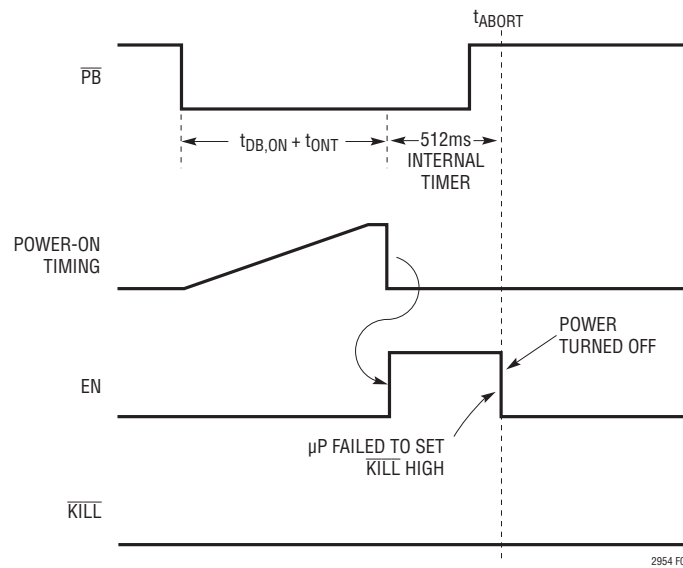 tABORT
PB
tDB,ON + tONT
512ms
INTERNAL
TIMER
POWER-ON
TIMING
POWER
TURNED OFF
EN
µP FAILED TO SET
KILL HIGH
KILL
2954 F0